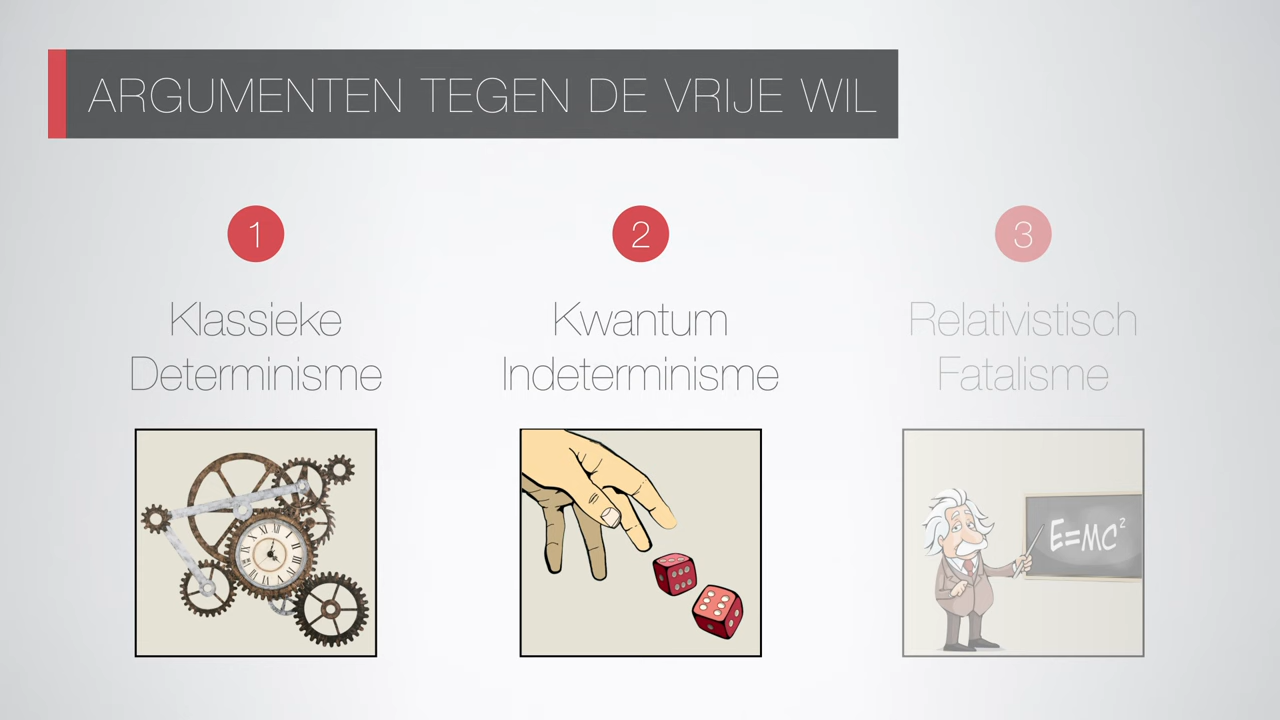 ARGUMENTEN TEGEN DE VRIJE WIL
1
Klassieke
Determinisme
2
Kwantum
Indeterminisme
3
Relativistisch
Fatalisme
E=MC²